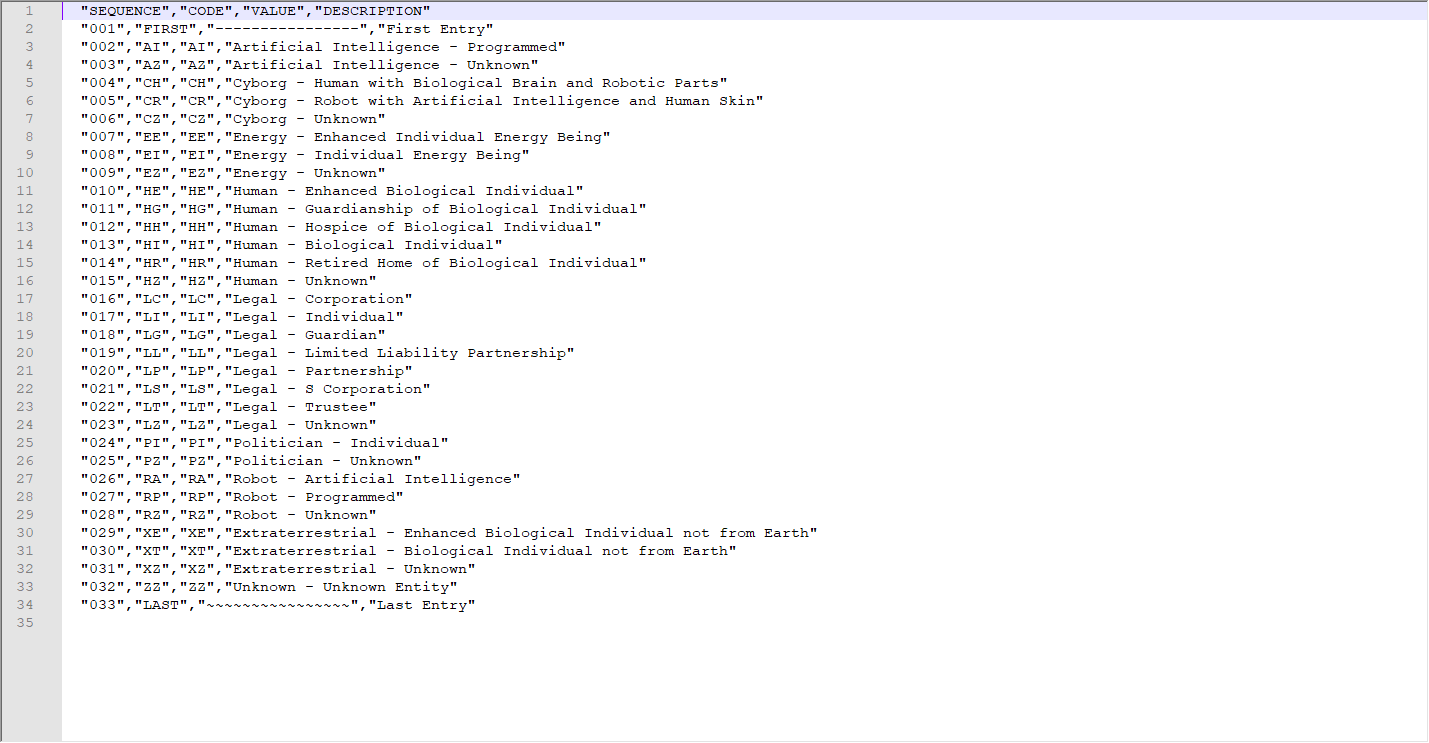 1 "SEQUENCE","CODE","VALUE","DESCRIPTION"
2 "001","FIRST","----------------","First Entry"
3 "002","AI","AI","Artificial Intelligence - Programmed"
4 "003","AZ","AZ","Artificial Intelligence - Unknown"
5 "004","CH","CH","Cyborg - Human with Biological Brain and Robotic Parts"
6 "005","CR","CR","Cyborg - Robot with Artificial Intelligence and Human Skin"
7 "006","CZ","CZ","Cyborg - Unknown"
8 "007","EE","EE","Energy - Enhanced Individual Energy Being"
9 "008","EI","EI","Energy - Individual Energy Being"
10 "009","EZ","EZ","Energy - Unknown"
11 "010","HE","HE","Human - Enhanced Biological Individual"
12 "011","HG","HG","Human - Guardianship of Biological Individual"
13 "012","HH","HH","Human - Hospice of Biological Individual"
14 "013","HI","HI","Human - Biological Individual"
15 "014","HR","HR","Human - Retired Home of Biological Individual"
16 "015","HZ","HZ","Human - Unknown"
17 "016","LC","LC","Legal - Corporation"
18 "017","LI","LI","Legal - Individual"
19 "018","LG","LG","Legal - Guardian"
20 "019","LL","LL","Legal - Limited Liability Partnership"
21 "020","LP","LP","Legal - Partnership"
22 "021","LS","LS","Legal - S Corporation"
23 "022","LT","LT","Legal - Trustee"
24 "023","LZ","LZ","Legal - Unknown"
25 "024","PI","PI","Politician - Individual"
26 "025","PZ","PZ","Politician - Unknown"
27 "026","RA","RA","Robot - Artificial Intelligence"
28 "027","RP","RP","Robot - Programmed"
29 "028","RZ","RZ","Robot - Unknown"
30 "029","XE","XE","Extraterrestrial - Enhanced Biological Individual not from Earth"
31 "030","XT","XT","Extraterrestrial - Biological Individual not from Earth"
32 "031","XZ","XZ","Extraterrestrial - Unknown"
33 "032","ZZ","ZZ","Unknown - Unknown Entity"
34 "033","LAST","~~~~~~~~~~~~~~~~","Last Entry"
35